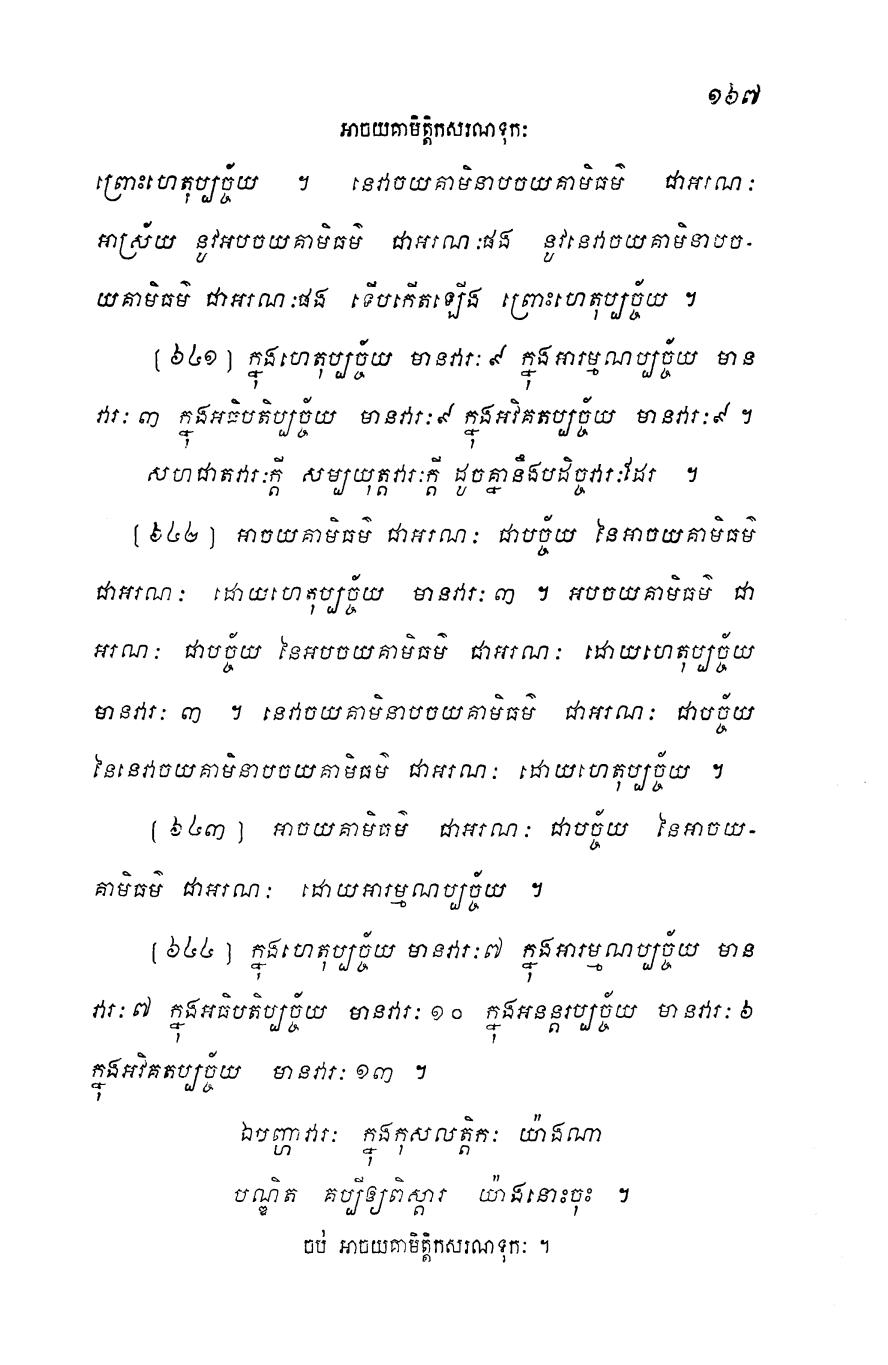 ១៦៧
អាចយគាមិត្តិកសរណទុកៈ
ព្រោះហេតុប្បច្ច័យ ។ នេវាចយគាមិនាបចយគាមិធម៌ ជាអរណៈ
អាស្រ័យ នូវអបចយគាមិធម៌ ជាអរណៈផង នូវនេវាចយគាមិនាបច-
យគាមិធម៌ ជាអរណៈផង ទើបកើតឡើង ព្រោះហេតុប្បច្ច័យ ។
[៦៤១] ក្នុងហេតុប្បច្ច័យ មានវារៈ៩ ក្នុងអារម្មណប្បច្ច័យ មាន
វារៈ ៣ ក្នុងអធិបតិប្បច្ច័យ មានវារៈ៩ ក្នុងអវិគតប្បច្ច័យ មានវារៈ៩ ។
សហជាតវារៈក្តី សម្បយុត្តវារៈក្តី ដូចគ្នានឹងបដិច្ចវារៈដែរ ។
[៦៤២] អាចយគាមិធម៌ ជាអរណៈ ជាបច្ច័យ នៃអាចយគាមិធម៌
ជាអរណៈ ដោយហេតុប្បច្ច័យ មានវារៈ ៣ ។ អបចយគាមិធម៌ ជា
អរណៈ ជាបច្ច័យ នៃអបចយគាមិធម៌ ជាអរណៈ ដោយហេតុប្បច្ច័យ
មានវារៈ ៣ ។ នេវាចយគាមិនាបចយគាមិធម៌ ជាអរណៈ ជាបច្ច័យ
នៃនេវាចយគាមិនាបចយគាមិធម៌ ជាអរណៈ ដោយហេតុប្បច្ច័យ ។
[៦៤៣] អាចយគាមិធម៌ ជាអរណៈ ជាបច្ច័យ នៃអាចយ-
គាមិធម៌ ជាអរណៈ ដោយអារម្មណប្បច្ច័យ ។
[៦៤៤] ក្នុងហេតុប្បច្ច័យ មានវារៈ៧ ក្នុងអារម្មណប្បច្ច័យ មាន
វារៈ ៧ ក្នុងអធិបតិប្បច្ច័យ មានវារៈ ១០ ក្នុងអនន្តរប្បច្ច័យ មានវារៈ ៦
ក្នុងអវិគតប្បច្ច័យ មានវារៈ ១៣ ។
ឯបញ្ហាវារៈ ក្នុងកុសលត្តិកៈ យ៉ាងណា
បណ្ឌិត គប្បីឲ្យពិស្តារ យ៉ាងនោះចុះ ។
ចប់ អាចយគាមិត្តិកសរណទុកៈ ។